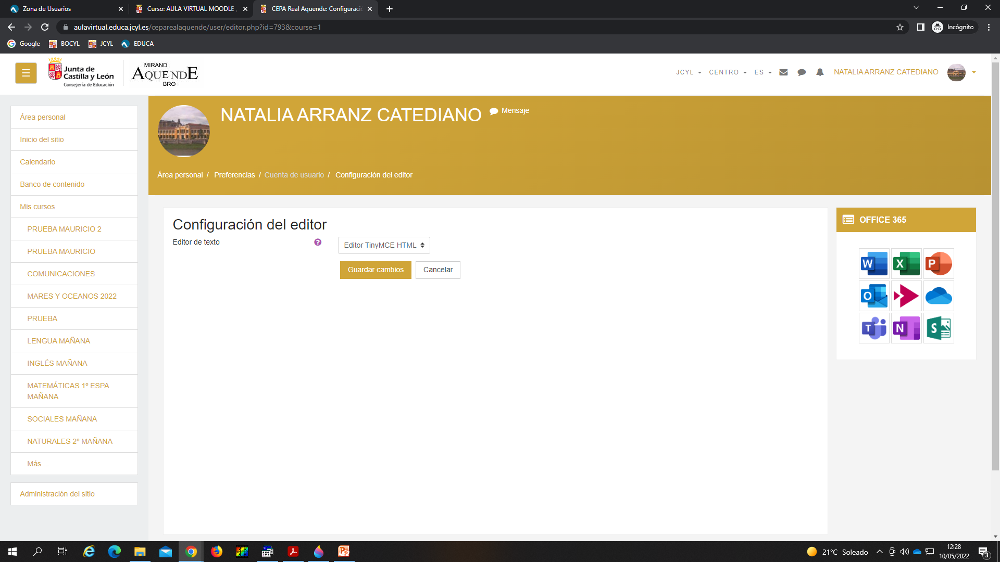 Zona de Usuarios
Curso: AULA VIRTUAL MOODLE
CEPA Real Aquende: Configuració
aulavirtual.educa.jcyl.es/ceparealaquende/user/editor.php?id=793&course=1
Incógnito
Google
BOCYL
JCYL
EDUCA
Junta de
Castilla y León
Consejería de Educación
MIRAND
AQUENDE
BRO
JCYL
CENTRO
ES
NATALIA ARRANZ CATEDIANO
NATALIA ARRANZ CATEDIANO
Mensaje
Área personal / Preferencias / Cuenta de usuario / Configuración del editor
Área personal
Inicio del sitio
Calendario
Banco de contenido
Mis cursos
PRUEBA MAURICIO 2
PRUEBA MAURICIO
COMUNICACIONES
MARES Y OCEANOS 2022
PRUEBA
LENGUA MAÑANA
INGLÉS MAÑANA
MATEMÁTICAS 1º ESPA
MAÑANA
SOCIALES MAÑANA
NATURALES 2º MAÑANA
Más ...
Administración del sitio
Configuración del editor
Editor de texto
Editor TinyMCE HTML
Guardar cambios
Cancelar
OFFICE 365
W
X
P
O
T
N
S
21°C Soleado
12:28
10/05/2022
3